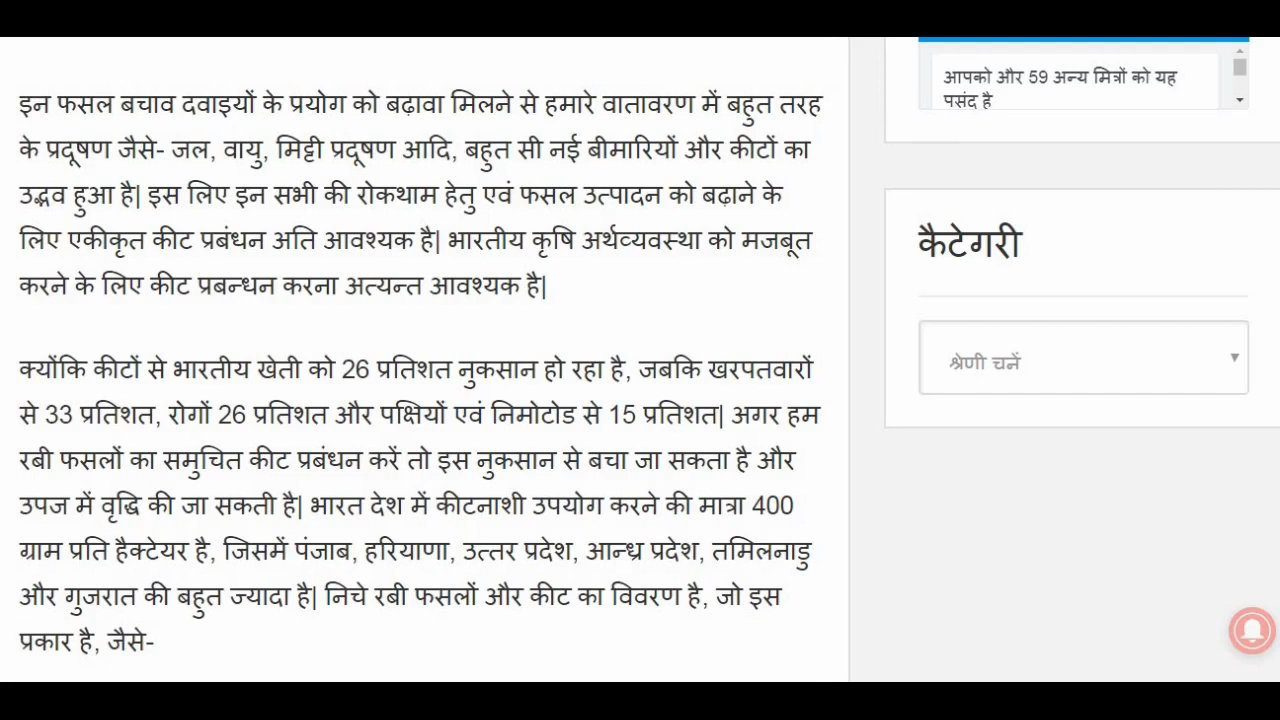 इन फसल बचाव दवाइयों के प्रयोग को बढ़ावा मिलने से हमारे वातावरण में बहुत तरह
के प्रदूषण जैसे- जल, वायु, मिट्टी प्रदूषण आदि, बहुत सी नई बीमारियों और कीटों का
उद्भव हुआ है| इस लिए इन सभी की रोकथाम हेतु एवं फसल उत्पादन को बढ़ाने के
लिए एकीकृत कीट प्रबंधन अति आवश्यक है| भारतीय कृषि अर्थव्यवस्था को मजबूत
करने के लिए कीट प्रबन्धन करना अत्यन्त आवश्यक है|
क्योंकि कीटों से भारतीय खेती को 26 प्रतिशत नुकसान हो रहा है, जबकि खरपतवारों
से 33 प्रतिशत, रोगों 26 प्रतिशत और पक्षियों एवं निमोटोड से 15 प्रतिशत| अगर हम
रबी फसलों का समुचित कीट प्रबंधन करें तो इस नुकसान से बचा जा सकता है और
उपज में वृद्धि की जा सकती है| भारत देश में कीटनाशी उपयोग करने की मात्रा 400
ग्राम प्रति हैक्टेयर है, जिसमें पंजाब, हरियाणा, उत्तर प्रदेश, आन्ध्र प्रदेश, तमिलनाडु
और गुजरात की बहुत ज्यादा है| निचे रबी फसलों और कीट का विवरण है, जो इस
प्रकार है, जैसे-
आपको और 59 अन्य मित्रों को यह
पसंद है
कैटेगरी
श्रेणी चुनें